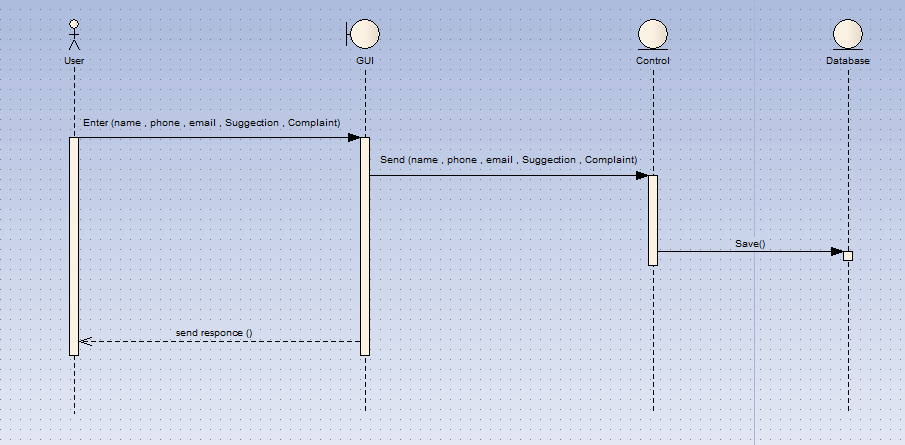 User
GUI
Control
Database
Enter (name , phone , email , Suggection , Complaint)
Send (name , phone , email , Suggection , Complaint)
Save()
send responce ()